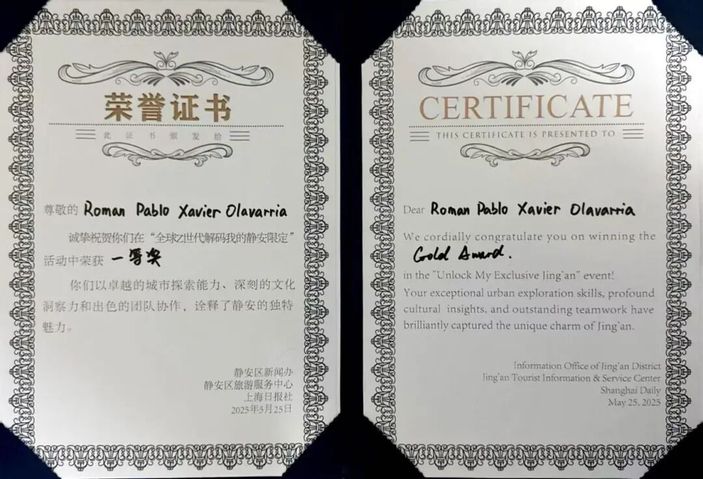 荣誉证书
此证书颁发给
尊敬的 Roman Pablo Xavier Olavarria
诚挚祝贺你们在“全球Z世代解码我的静安限定”
活动中荣获 一等奖
你们以卓越的城市探索能力、深刻的文化
洞察力和出色的团队协作，诠释了静安的独特
魅力。
静安区新闻办
静安区旅游服务中心
上海日报社
2025年5月25日
CERTIFICATE
THIS CERTIFICATE IS PRESENTED TO
Dear Roman Pablo Xavier Olavarria
We cordially congratulate you on winning the
Gold Award.
in the "Unlock My Exclusive Jing'an" event!
Your exceptional urban exploration skills, profound
cultural insights, and outstanding teamwork have
brilliantly captured the unique charm of Jing'an.
Information Office of Jing'an District
Jing'an Tourist Information & Service Center
Shanghai Daily
May 25, 2025